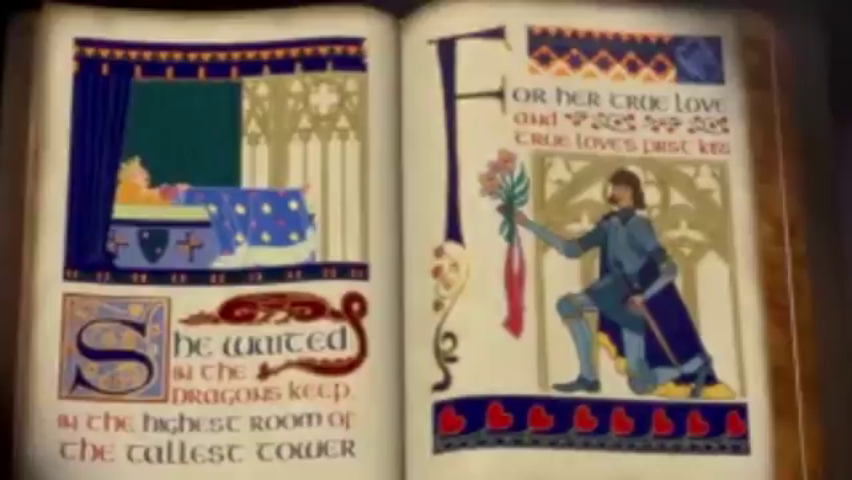 She waited
in the
dragons keep.
in the highest room of
the tallest tower
For her true love
and
true loves first kiss